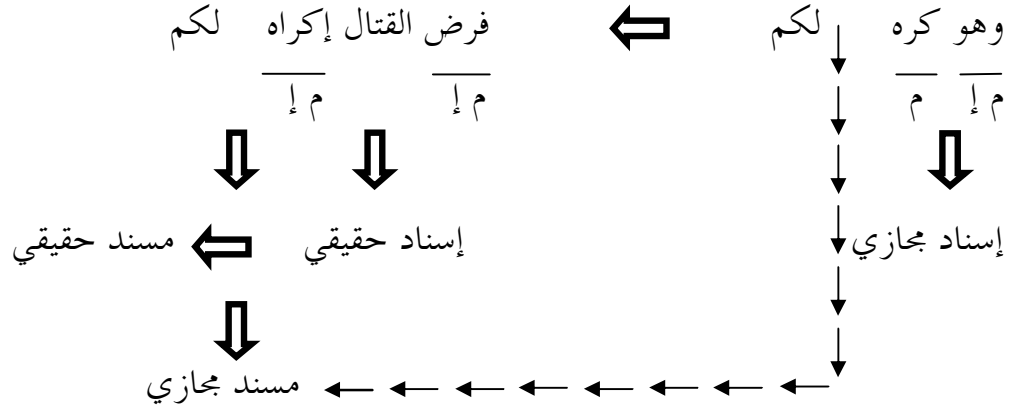 وهو كره لكم فرض القتال إكراه لكم
م إ م م إ م إ
إسناد مجازي إسناد حقيقي مسند حقيقي
مسند مجازي